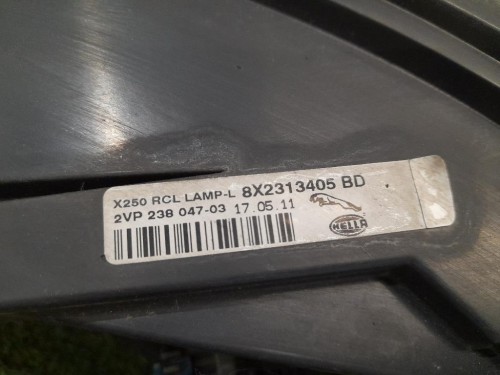 X250 RCL LAMP-L 8X2313405 BD
2VP 238 047-03 17.05.11
HELLA